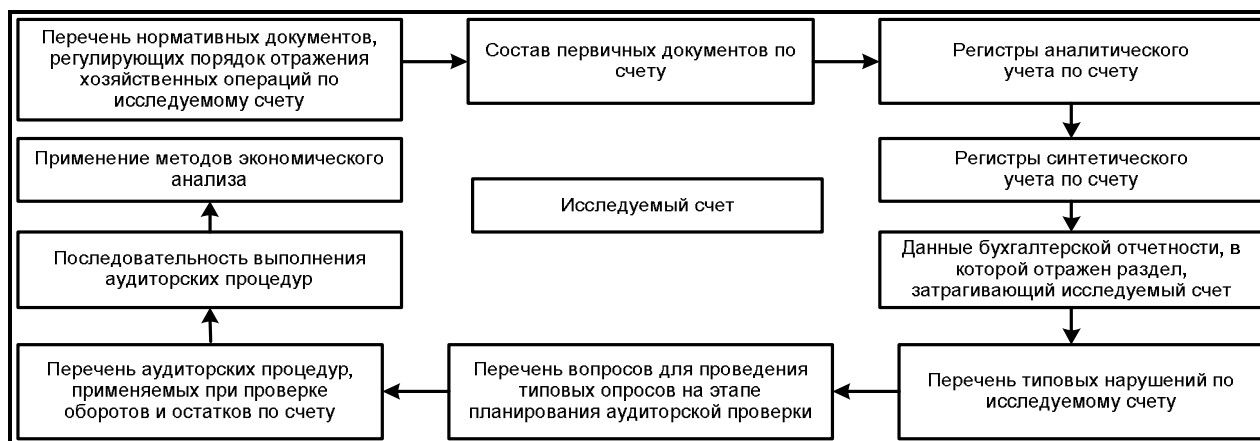 Перечень нормативных документов,
регулирующих порядок отражения
хозяйственных операций по
исследуемому счету
Состав первичных документов по
счету
Регистры аналитического
учета по счету
Применение методов экономического
анализа
Исследуемый счет
Регистры синтетического
учета по счету
Последовательность выполнения
аудиторских процедур
Данные бухгалтерской отчетности, в
которой отражен раздел,
затрагивающий исследуемый счет
Перечень аудиторских процедур,
применяемых при проверке
оборотов и остатков по счету
Перечень вопросов для проведения
типовых опросов на этапе
планирования аудиторской проверки
Перечень типовых нарушений по
исследуемому счету